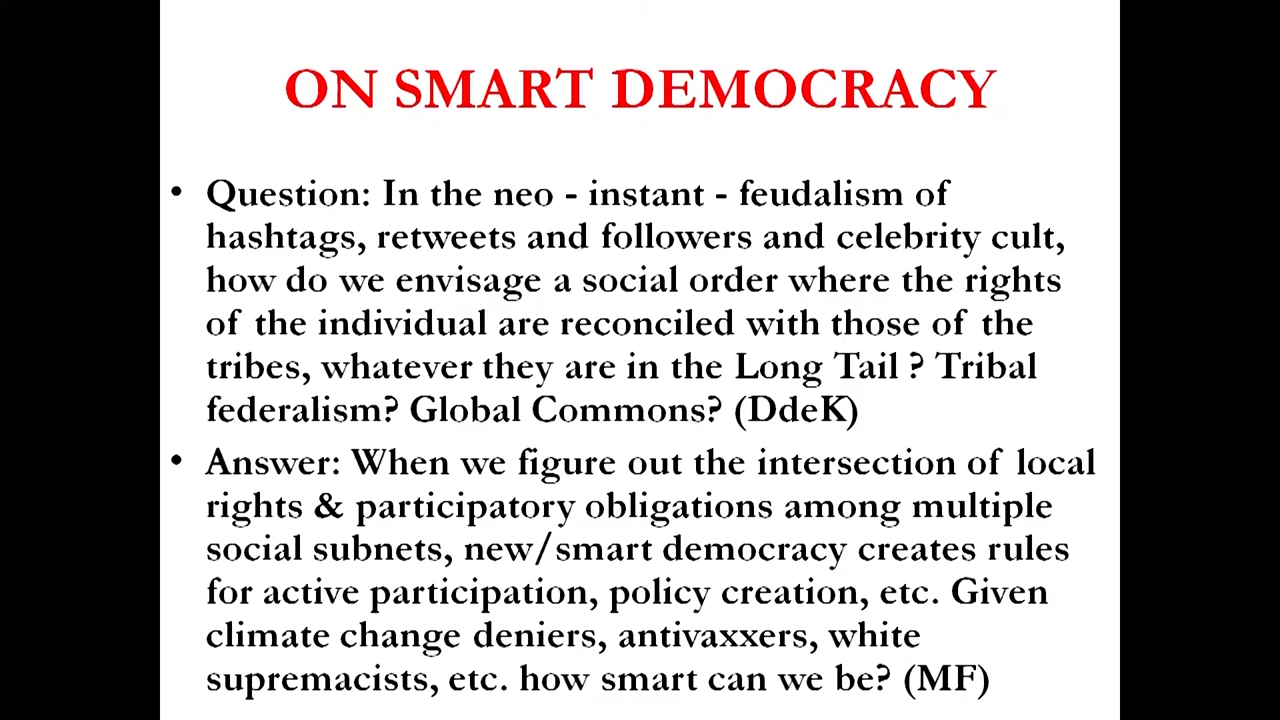 ON SMART DEMOCRACY
• Question: In the neo - instant - feudalism of
hashtags, retweets and followers and celebrity cult,
how do we envisage a social order where the rights
of the individual are reconciled with those of the
tribes, whatever they are in the Long Tail ? Tribal
federalism? Global Commons? (DdeK)
• Answer: When we figure out the intersection of local
rights & participatory obligations among multiple
social subnets, new/smart democracy creates rules
for active participation, policy creation, etc. Given
climate change deniers, antivaxxers, white
supremacists, etc. how smart can we be? (MF)